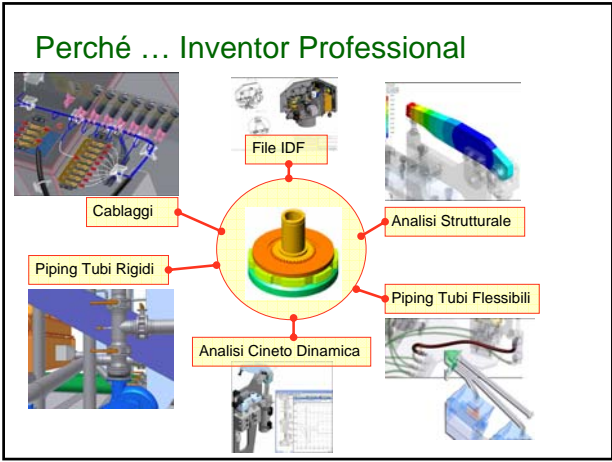 Perché … Inventor Professional
File IDF
Cablaggi
Analisi Strutturale
Piping Tubi Rigidi
Piping Tubi Flessibili
Analisi Cineto Dinamica